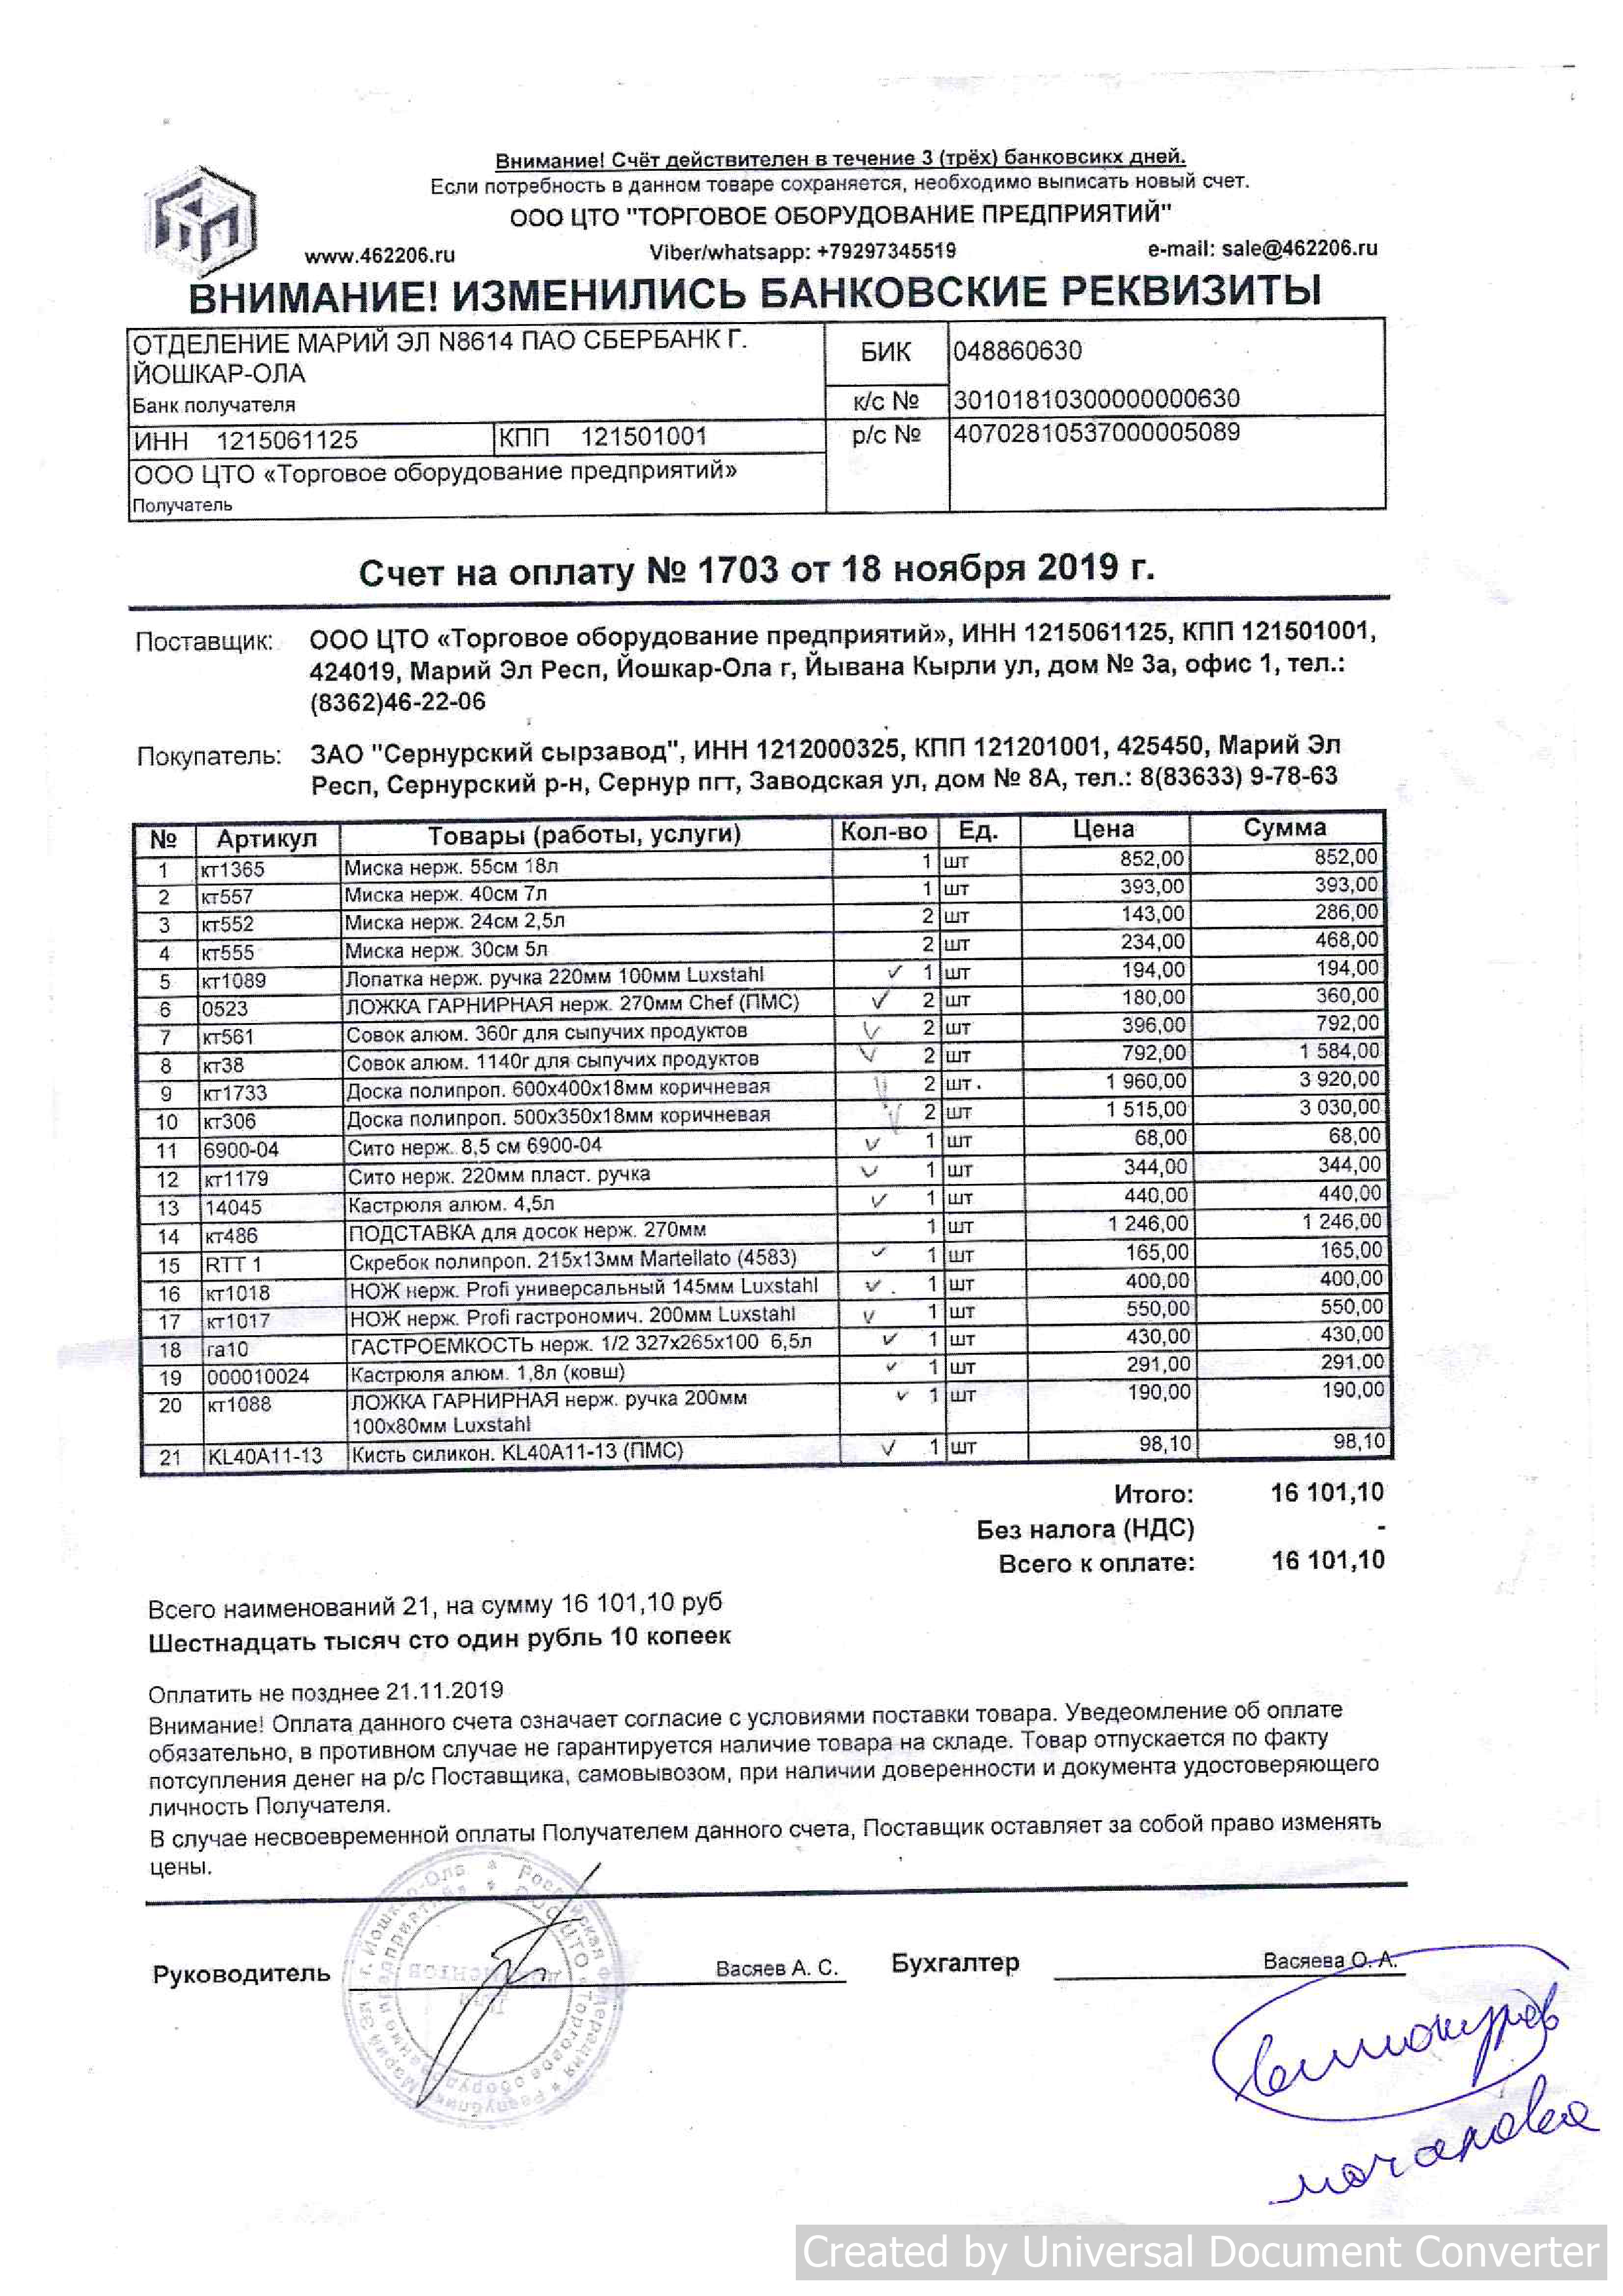 Внимание! Счёт действителен в течение 3 (трёх) банковсикх дней.
Если потребность в данном товаре сохраняется, необходимо выписать новый счет.
ООО ЦТО "ТОРГОВОЕ ОБОРУДОВАНИЕ ПРЕДПРИЯТИЙ"
www.462206.ru Viber/whatsapp: +79297345519 e-mail: sale@462206.ru
ВНИМАНИЕ! ИЗМЕНИЛИСЬ БАНКОВСКИЕ РЕКВИЗИТЫ
ОТДЕЛЕНИЕ МАРИЙ ЭЛ N8614 ПАО СБЕРБАНК Г. БИК 048860630
ЙОШКАР-ОЛА
Банк получателя к/с № 30101810300000000630
ИНН 1215061125 КПП 121501001 р/с № 40702810537000005089
ООО ЦТО «Торговое оборудование предприятий»
Получатель
Счет на оплату № 1703 от 18 ноября 2019 г.
Поставщик: ООО ЦТО «Торговое оборудование предприятий», ИНН 1215061125, КПП 121501001,
424019, Марий Эл Респ, Йошкар-Ола г, Йывана Кырли ул, дом № 3а, офис 1, тел.:
(8362)46-22-06
Покупатель: ЗАО "Сернурский сырзавод", ИНН 1212000325, КПП 121201001, 425450, Марий Эл
Респ, Сернурский р-н, Сернур пгт, Заводская ул, дом № 8А, тел.: 8(83633) 9-78-63
№ Артикул Товары (работы, услуги) Кол-во Ед. Цена Сумма
1 кт1365 Миска нерж. 55см 18л 1 шт 852,00 852,00
2 кт557 Миска нерж. 40см 7л 1 шт 393,00 393,00
3 кт552 Миска нерж. 24см 2,5л 2 шт 143,00 286,00
4 кт555 Миска нерж. 30см 5л 2 шт 234,00 468,00
5 кт1089 Лопатка нерж. ручка 220мм 100мм Luxstahl ✓ 1 шт 194,00 194,00
6 0523 ЛОЖКА ГАРНИРНАЯ нерж. 270мм Chef (ПМС) ✓ 2 шт 180,00 360,00
7 кт561 Совок алюм. 360г для сыпучих продуктов ✓ 2 шт 396,00 792,00
8 кт38 Совок алюм. 1140г для сыпучих продуктов ✓ 2 шт 792,00 1 584,00
9 кт1733 Доска полипроп. 600х400х18мм коричневая ✓ 2 шт. 1 960,00 3 920,00
10 кт306 Доска полипроп. 500х350х18мм коричневая ✓ 2 шт 1 515,00 3 030,00
11 6900-04 Сито нерж. 8,5 см 6900-04 ✓ 1 шт 68,00 68,00
12 кт1179 Сито нерж. 220мм пласт. ручка ✓ 1 шт 344,00 344,00
13 14045 Кастрюля алюм. 4,5л ✓ 1 шт 440,00 440,00
14 кт486 ПОДСТАВКА для досок нерж. 270мм 1 шт 1 246,00 1 246,00
15 RTT 1 Скребок полипроп. 215х13мм Martellato (4583) ✓ 1 шт 165,00 165,00
16 кт1018 НОЖ нерж. Profi универсальный 145мм Luxstahl ✓ 1 шт 400,00 400,00
17 кт1017 НОЖ нерж. Profi гастрономич. 200мм Luxstahl ✓ 1 шт 550,00 550,00
18 га10 ГАСТРОЕМКОСТЬ нерж. 1/2 327х265х100 6,5л ✓ 1 шт 430,00 430,00
19 000010024 Кастрюля алюм. 1,8л (ковш) ✓ 1 шт 291,00 291,00
20 кт1088 ЛОЖКА ГАРНИРНАЯ нерж. ручка 200мм ✓ 1 шт 190,00 190,00
100х80мм Luxstahl
21 KL40A11-13 Кисть силикон. KL40A11-13 (ПМС) ✓ 1 шт 98,10 98,10
Итого: 16 101,10
Без налога (НДС) -
Всего к оплате: 16 101,10
Всего наименований 21, на сумму 16 101,10 руб
Шестнадцать тысяч сто один рубль 10 копеек
Оплатить не позднее 21.11.2019
Внимание! Оплата данного счета означает согласие с условиями поставки товара. Уведеомление об оплате
обязательно, в противном случае не гарантируется наличие товара на складе. Товар отпускается по факту
потсупления денег на р/с Поставщика, самовывозом, при наличии доверенности и документа удостоверяющего
личность Получателя.
В случае несвоевременной оплаты Получателем данного счета, Поставщик оставляет за собой право изменять
цены.
Руководитель Васяев А. С. Бухгалтер Васяева О. А.
Created by Universal Document Converter